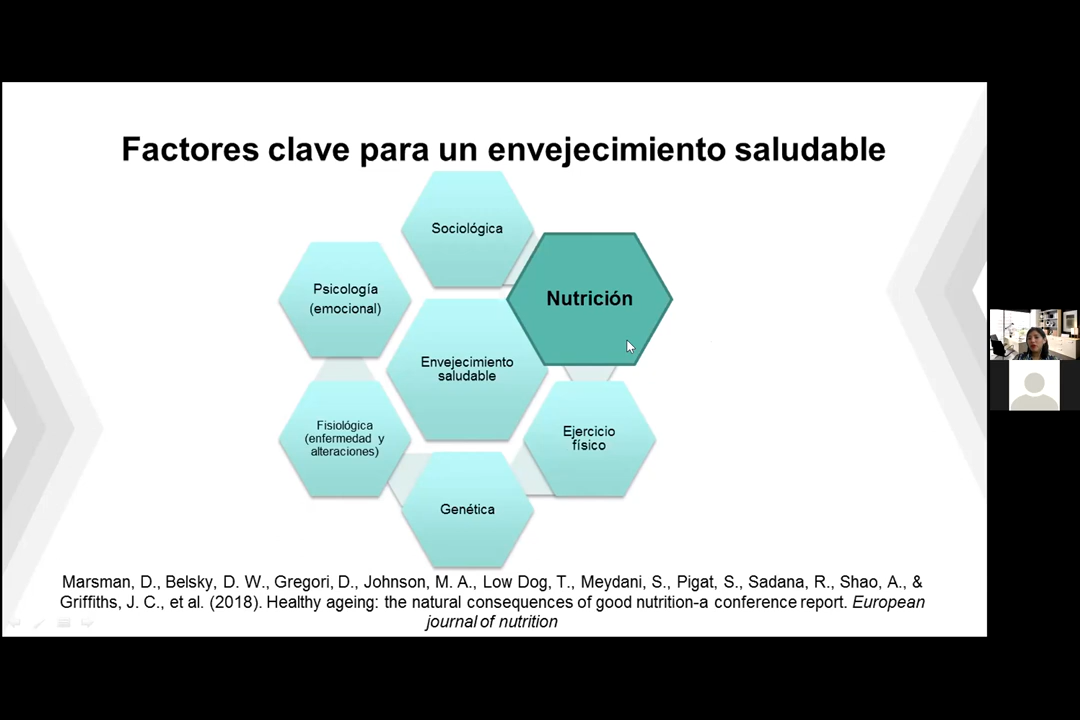 Factores clave para un envejecimiento saludable
Sociológica
Nutrición
Psicología
(emocional)
Envejecimiento
saludable
Fisiológica
(enfermedad y
alteraciones)
Ejercicio
físico
Genética
Marsman, D., Belsky, D. W., Gregori, D., Johnson, M. A., Low Dog, T., Meydani, S., Pigat, S., Sadana, R., Shao, A., &
Griffiths, J. C., et al. (2018). Healthy ageing: the natural consequences of good nutrition-a conference report. European
journal of nutrition